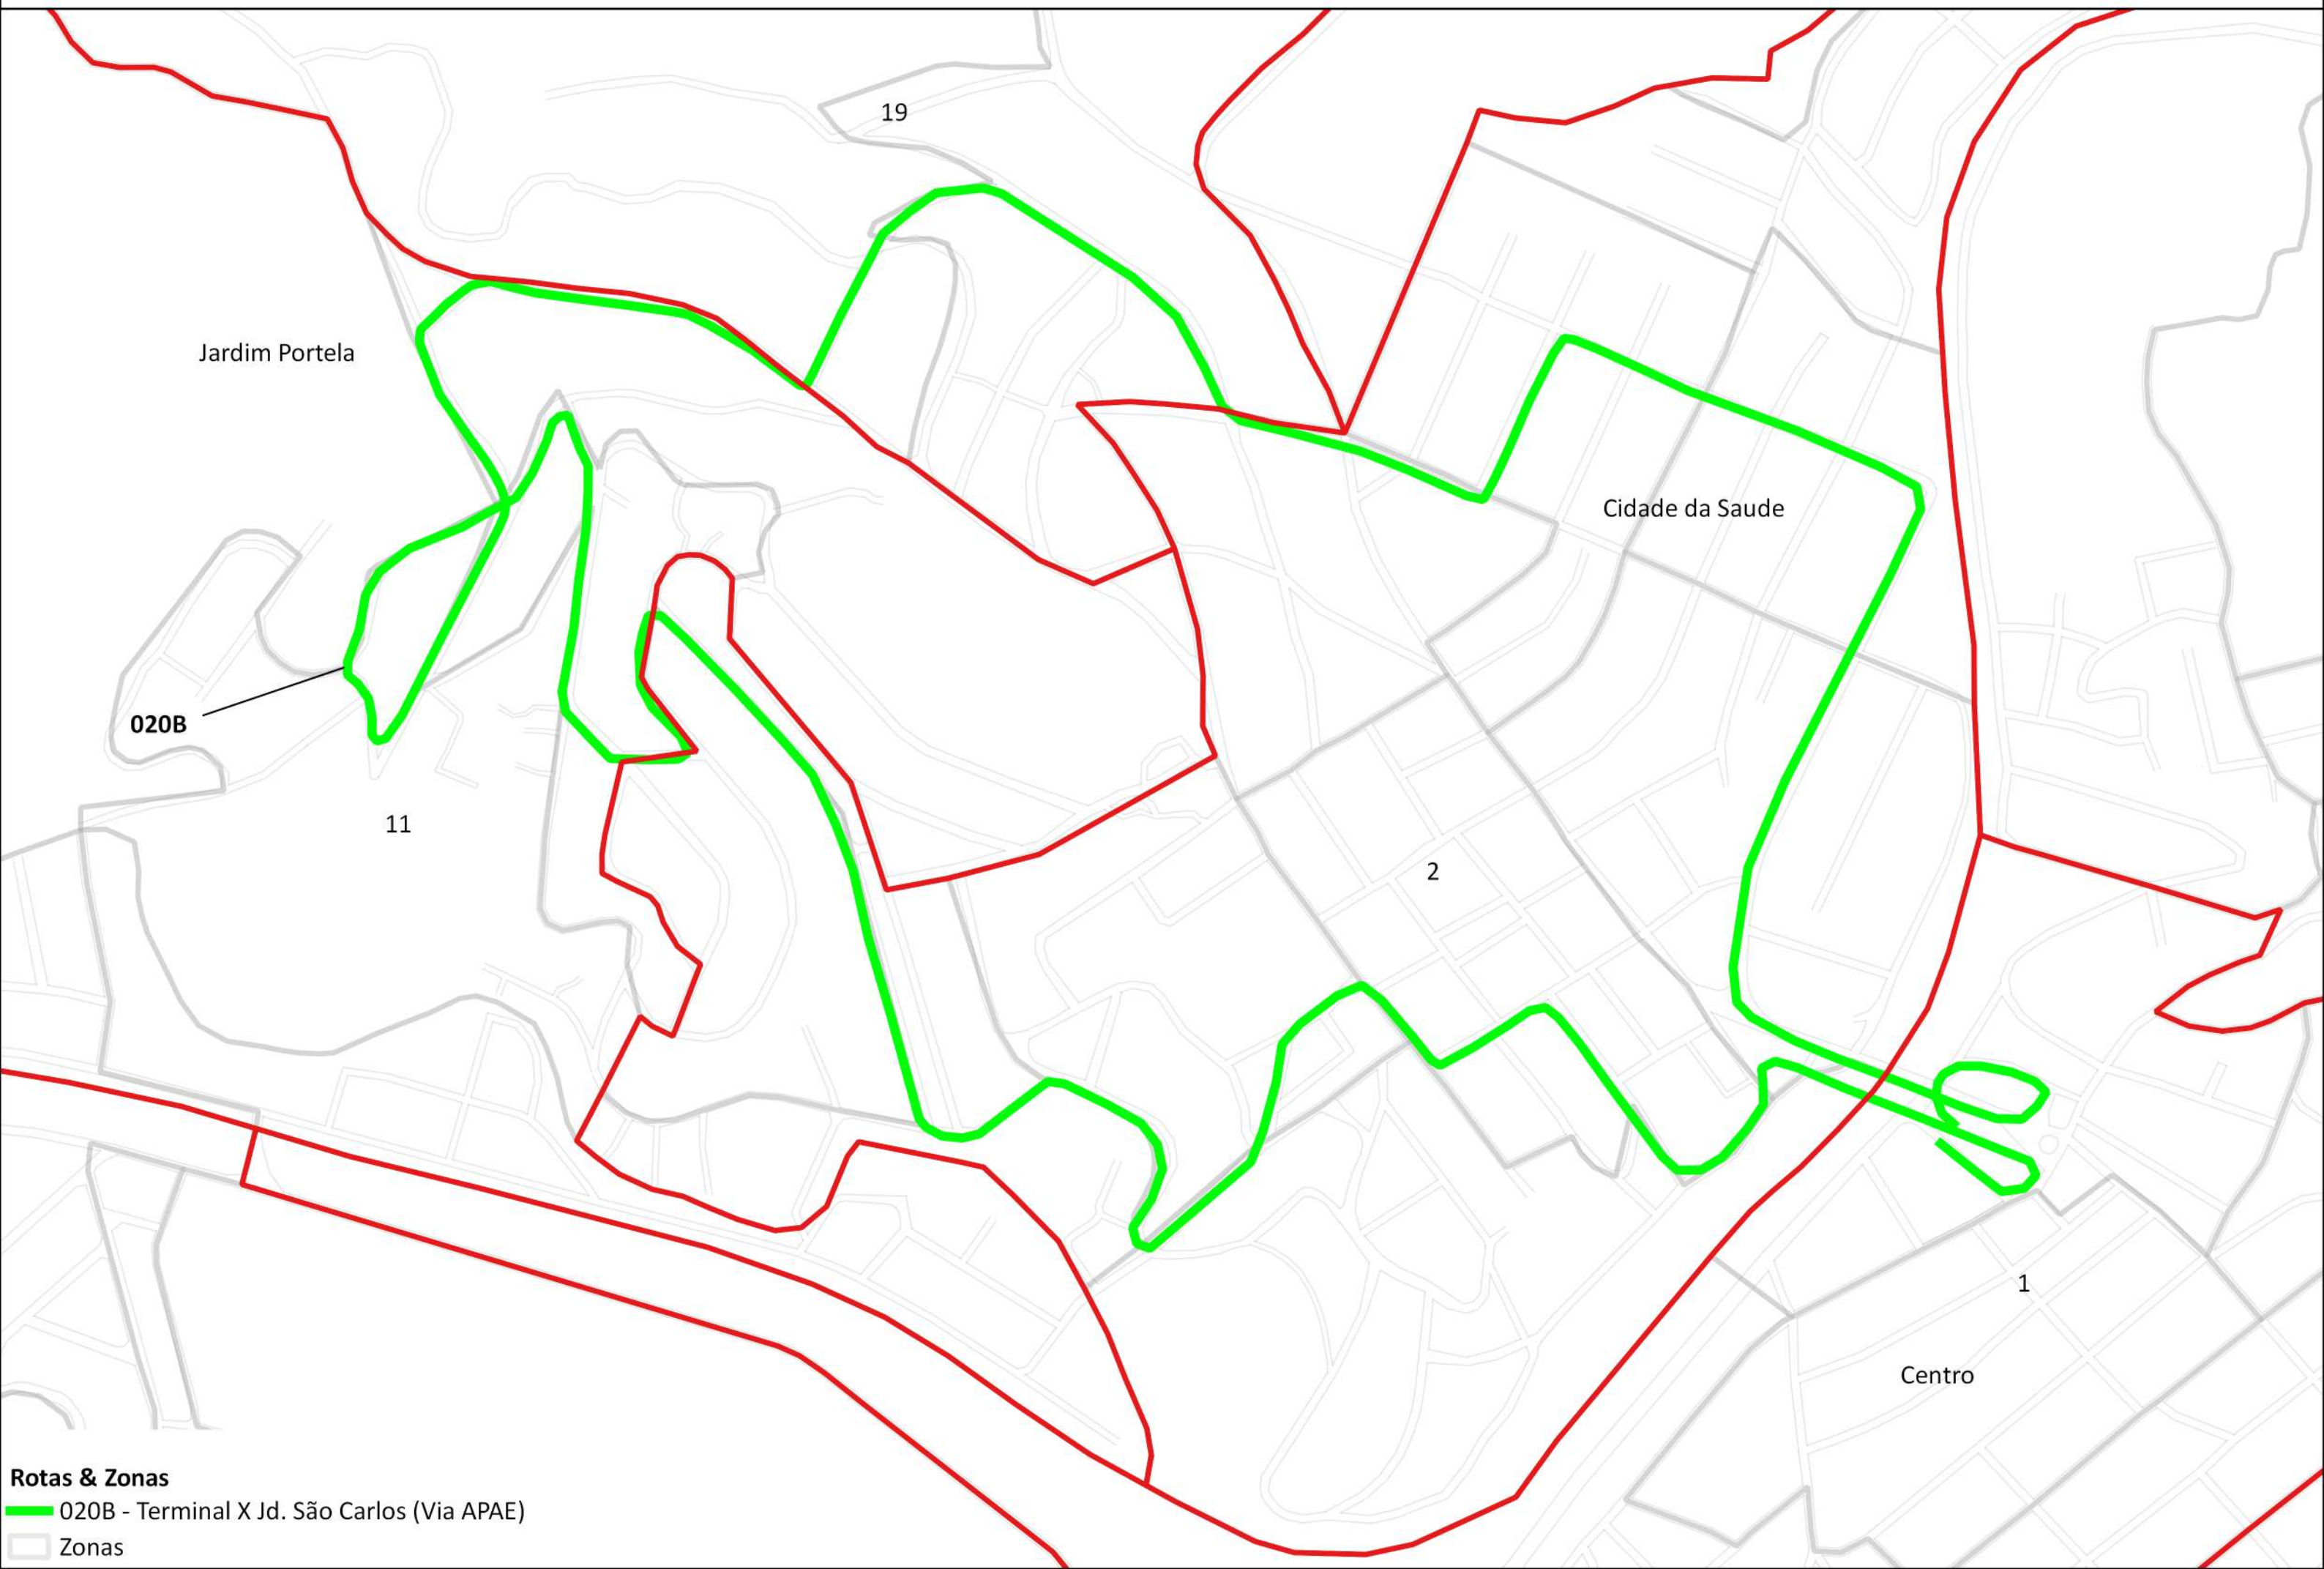 19
Jardim Portela
Cidade da Saude
020B
11
2
1
Centro
Rotas & Zonas
020B - Terminal X Jd. São Carlos (Via APAE)
Zonas